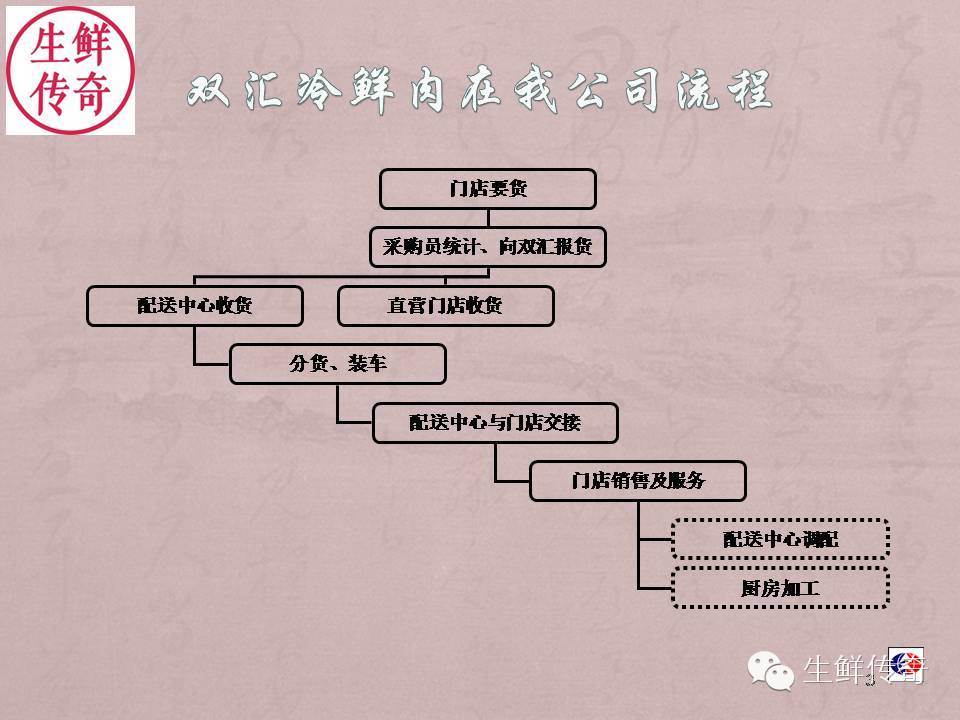 生鲜
传奇
双汇冷鲜肉在我公司流程
门店要货
采购员统计、向双汇报货
配送中心收货
直营门店收货
分货、装车
配送中心与门店交接
门店销售及服务
配送中心调配
厨房加工
生鲜传奇
3